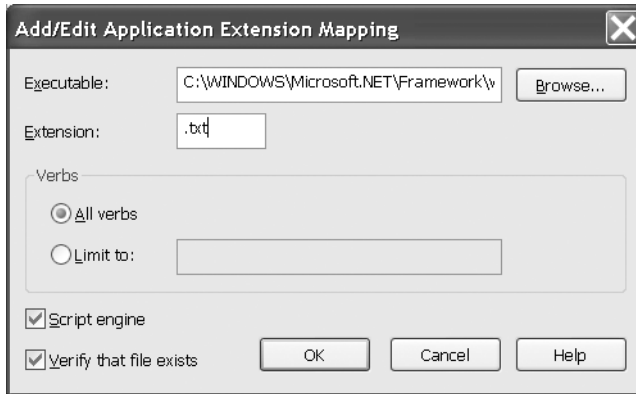 Add/Edit Application Extension Mapping
Executable: C:\WINDOWS\Microsoft.NET\Framework\v Browse...
Extension: .txt
Verbs
All verbs
Limit to:
Script engine
Verify that file exists OK Cancel Help